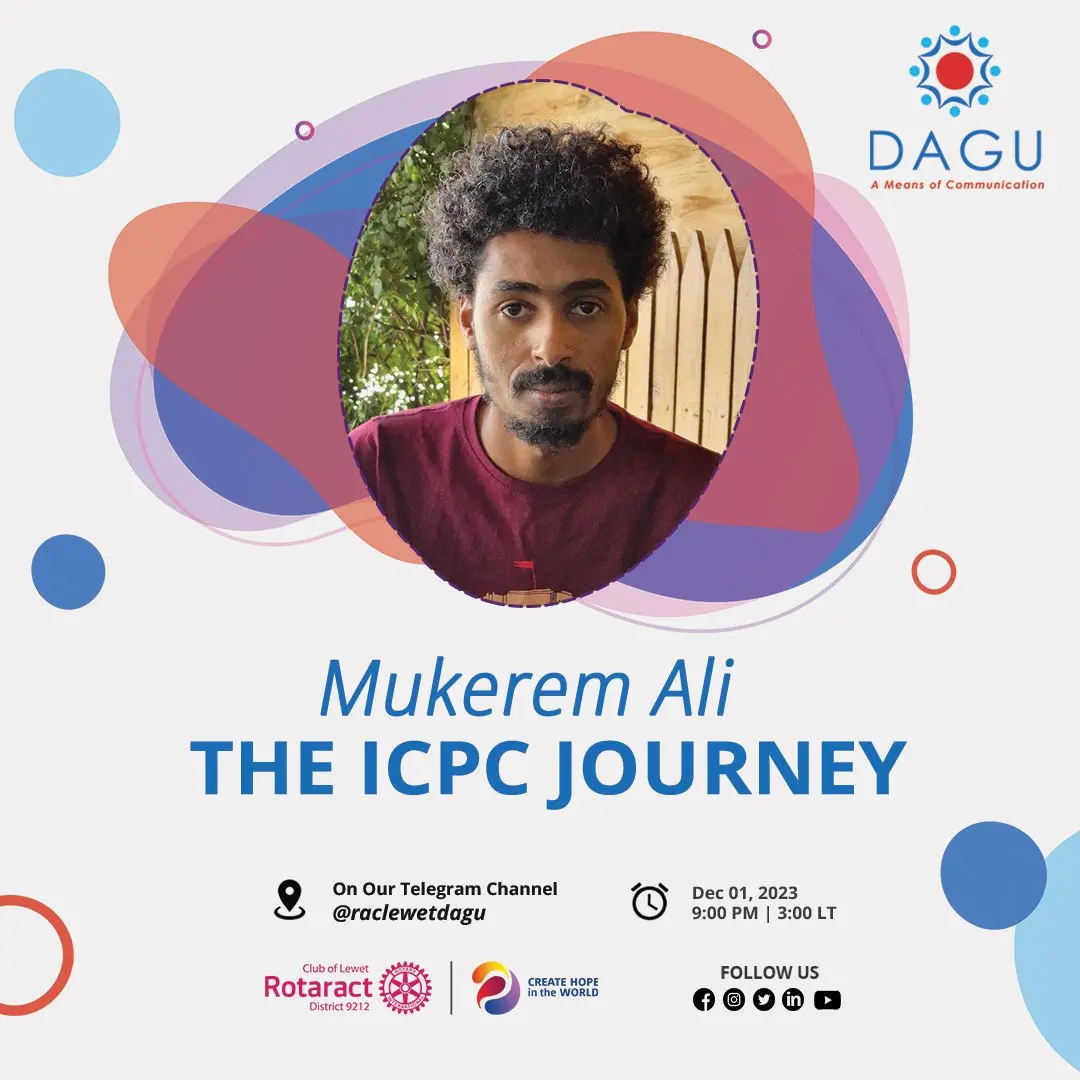 DAGU
A Means of Communication
Mukerem Ali
THE ICPC JOURNEY
On Our Telegram Channel
@raclewetdagu
Dec 01, 2023
9:00 PM | 3:00 LT
Club of Lewet
Rotaract
District 9212
CREATE HOPE
in the WORLD
FOLLOW US